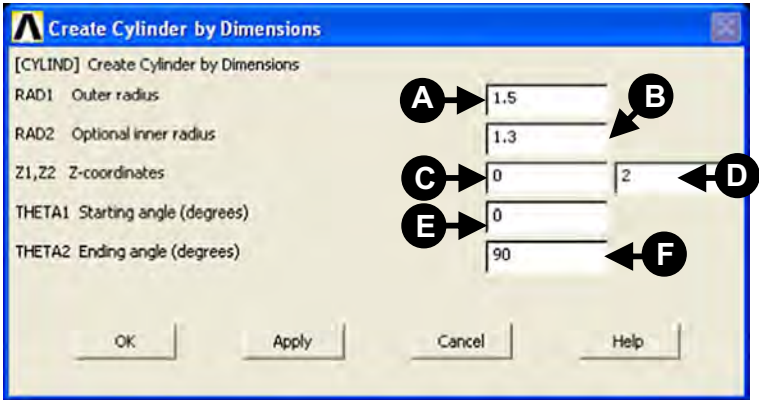 Create Cylinder by Dimensions
[CYLIND] Create Cylinder by Dimensions
RAD1 Outer radius A 1.5
RAD2 Optional inner radius 1.3 B
Z1,Z2 Z-coordinates C 0 2 D
THETA1 Starting angle (degrees) E 0
THETA2 Ending angle (degrees) 90 F
OK Apply Cancel Help